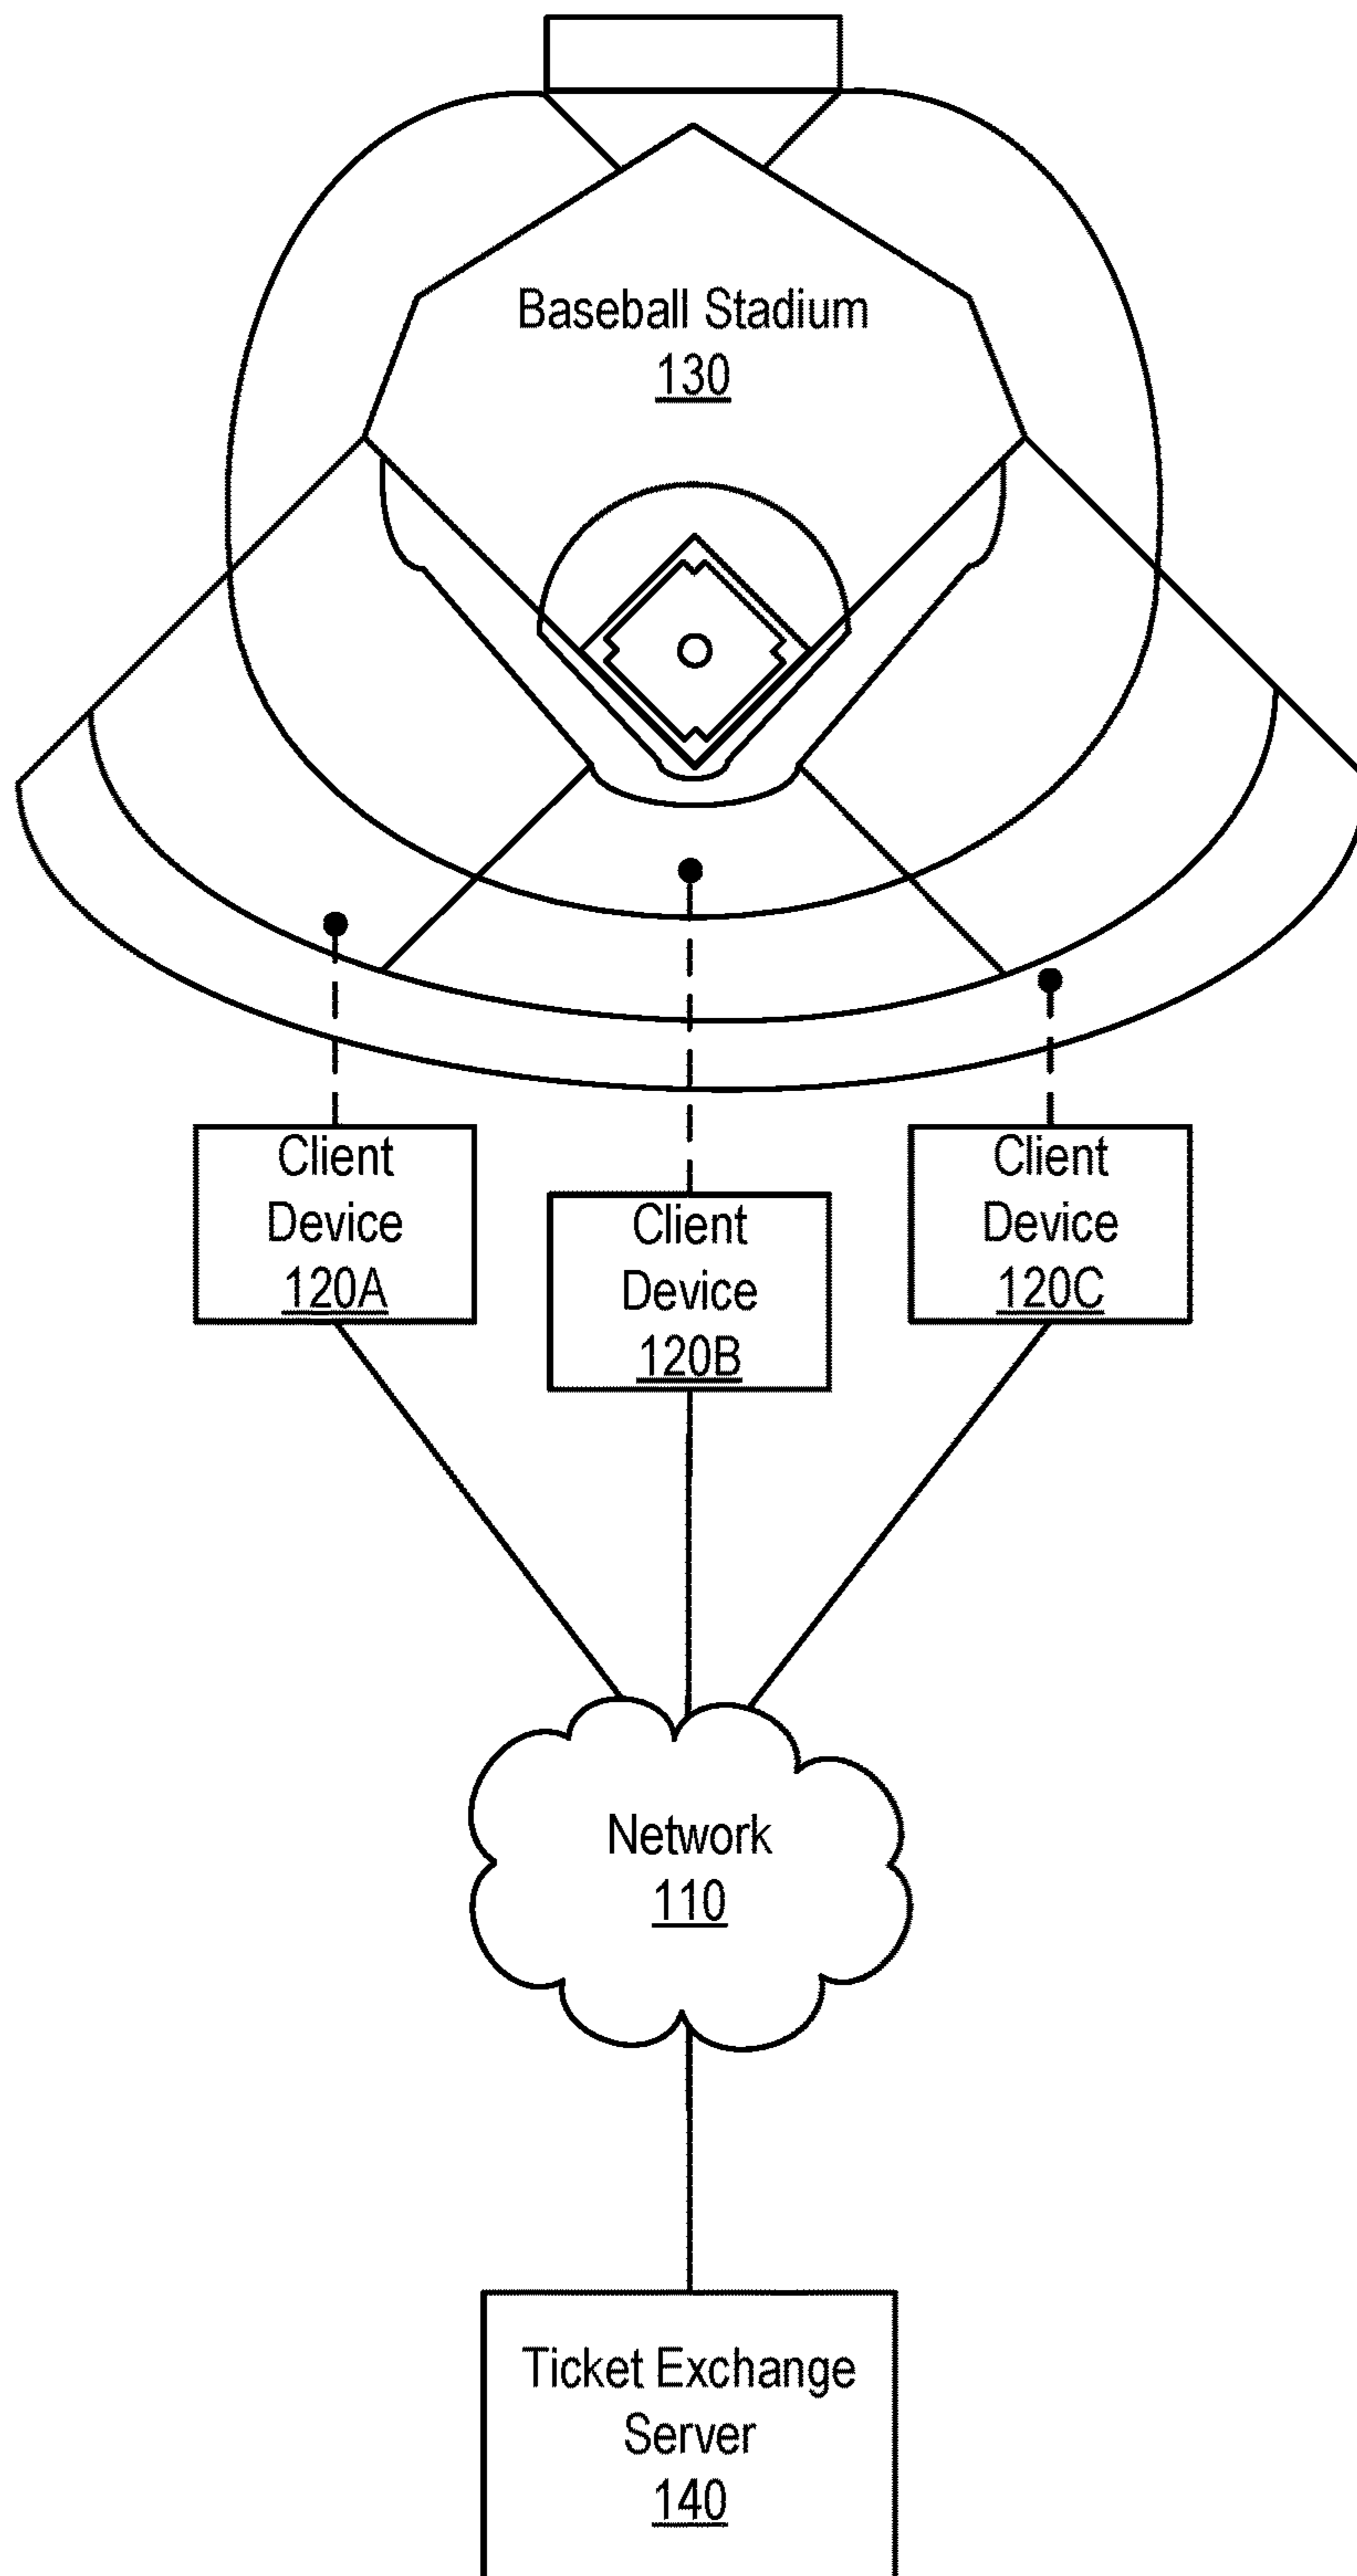 Baseball Stadium
130
Client
Device
120A
Client
Device
120B
Client
Device
120C
Network
110
Ticket Exchange
Server
140